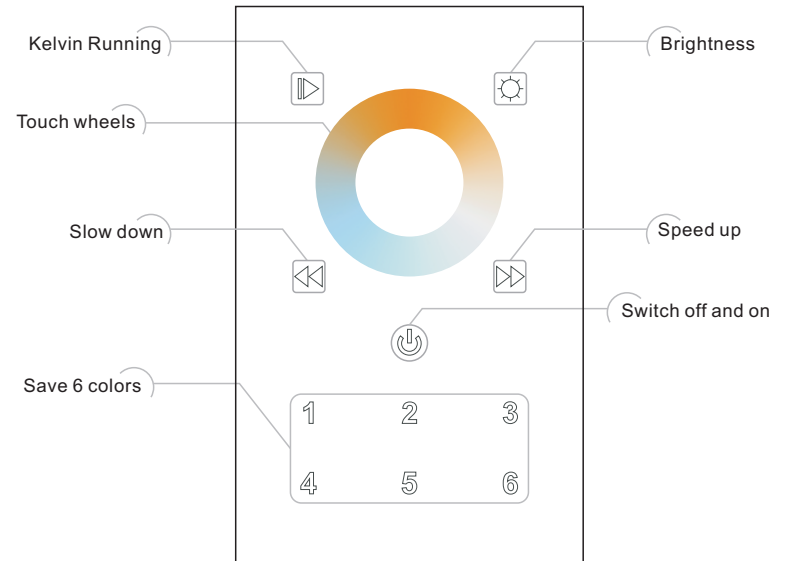 Kelvin Running
Brightness
Touch wheels
Slow down
Speed up
Switch off and on
Save 6 colors
1 2 3
4 5 6